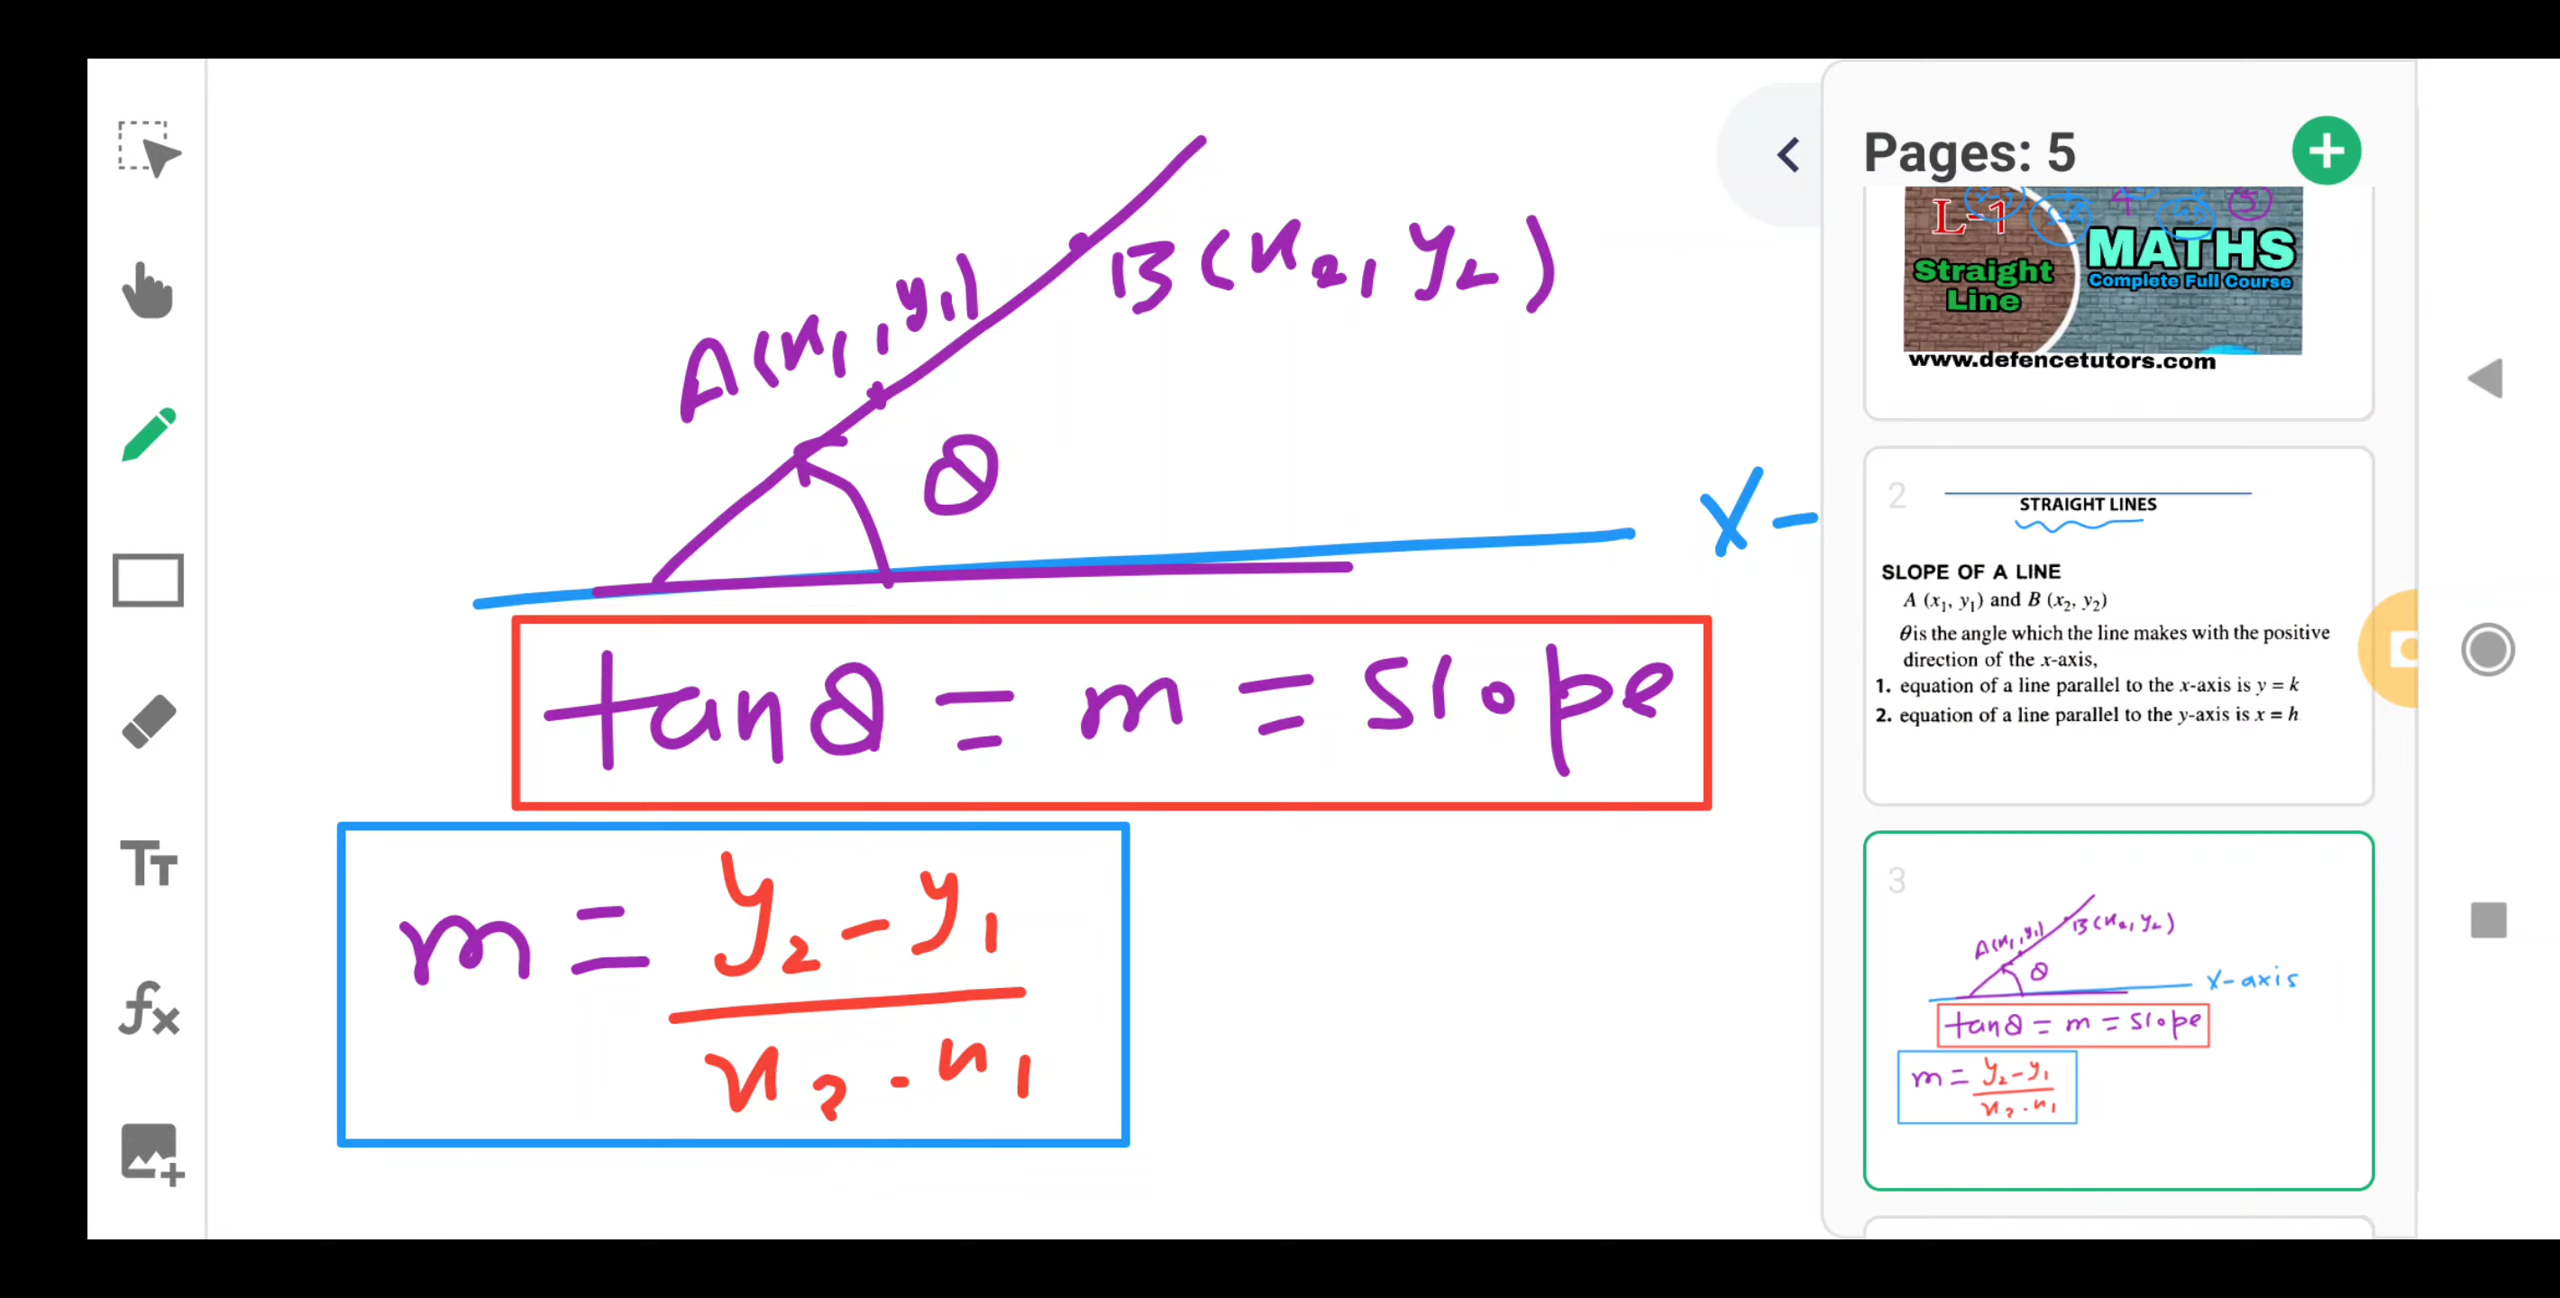 A(x₁, y₁)
B(x₂, y₂)
θ
X-
tanθ = m = slope
m = y₂ - y₁
x₂ - x₁
Tт
fx
Pages: 5
L-1
Straight
Line
MATHS
Complete Full Course
www.defencetutors.com
2
STRAIGHT LINES
SLOPE OF A LINE
A (x₁, y₁) and B (x₂, y₂)
θ is the angle which the line makes with the positive
direction of the x-axis,
1. equation of a line parallel to the x-axis is y = k
2. equation of a line parallel to the y-axis is x = h
3
A(x₁, y₁)
B(x₂, y₂)
θ
X-axis
tanθ = m = slope
m = y₂ - y₁
x₂ - x₁